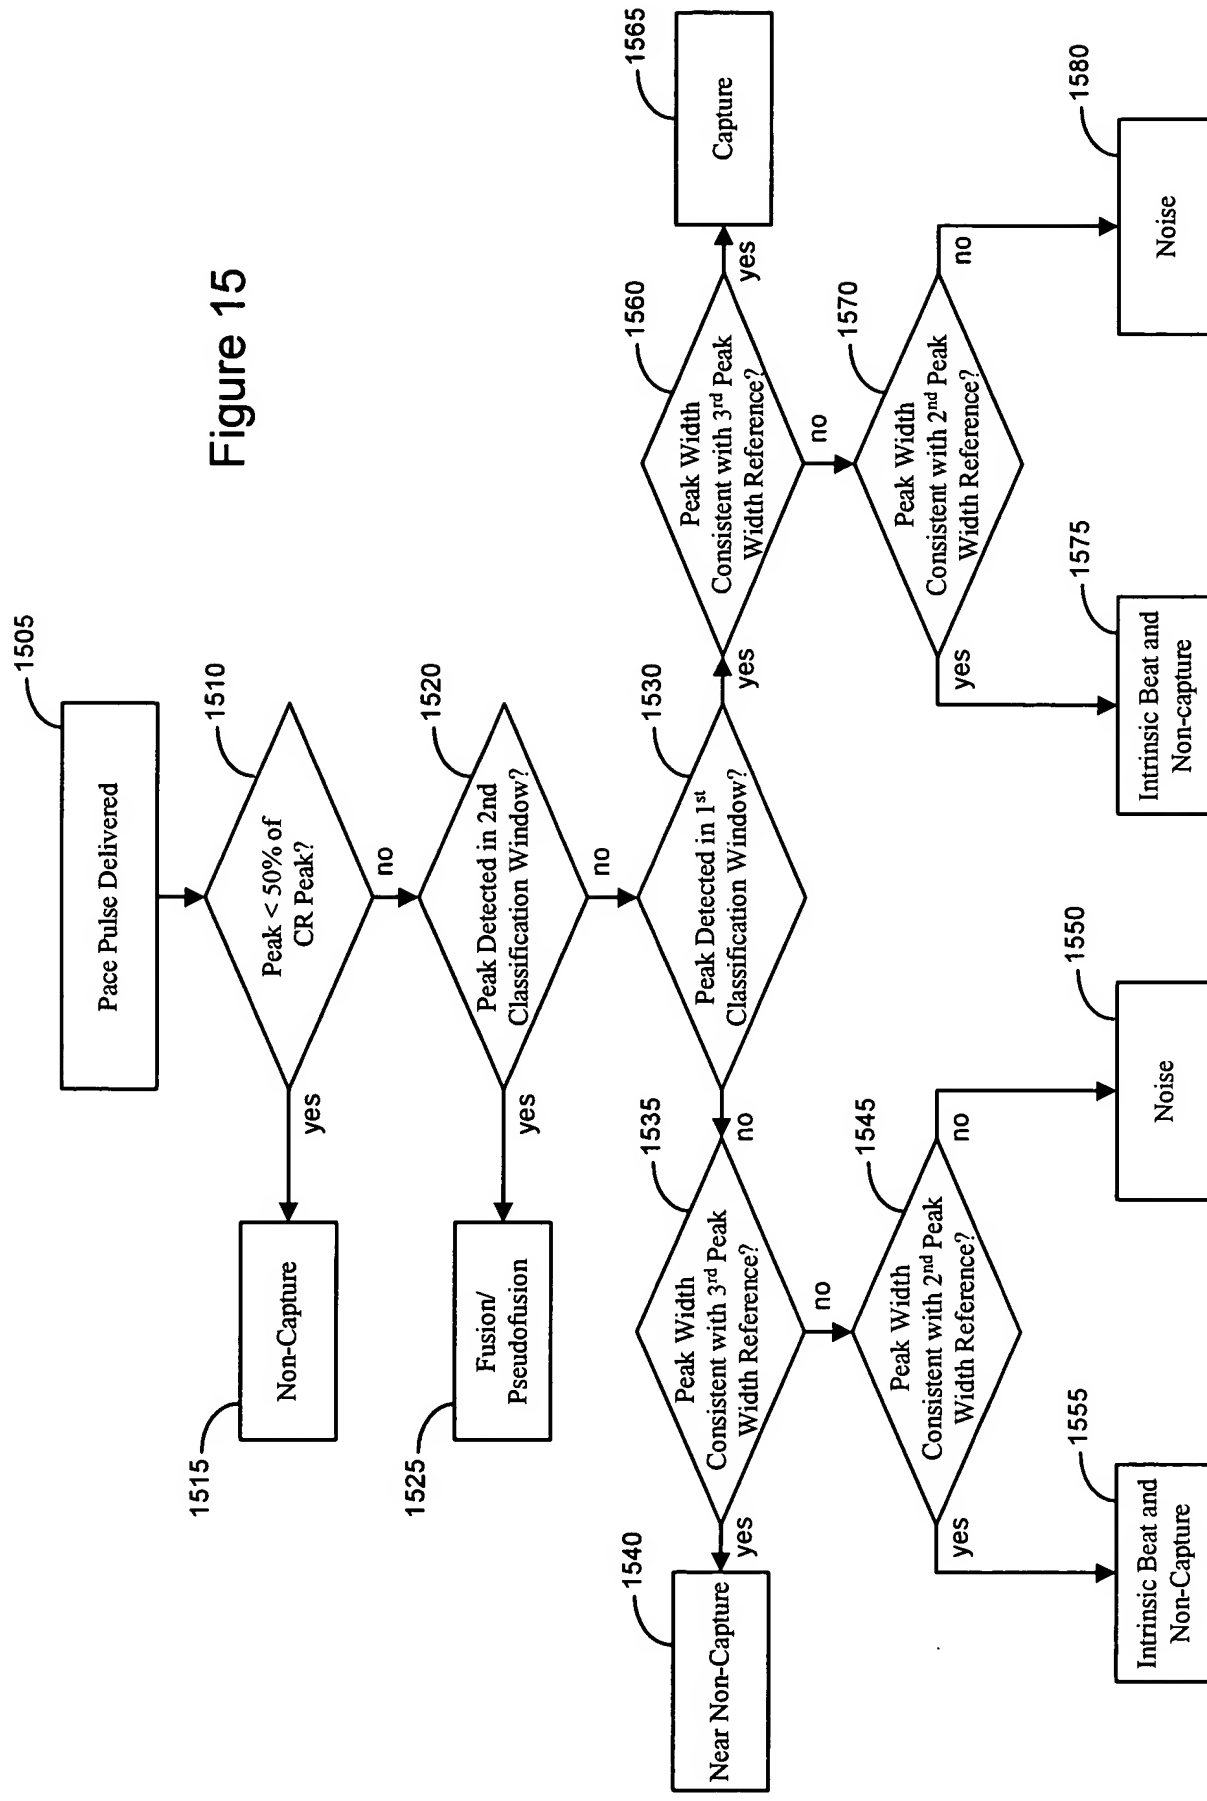 Figure 15
1505
Pace Pulse Delivered
1510
Peak < 50% of
CR Peak?
yes
no
1515
Non-Capture
1520
Peak Detected in 2nd
Classification Window?
yes
no
1525
Fusion/
Pseudofusion
1530
Peak Detected in 1st
Classification Window?
no
yes
1535
Peak Width
Consistent with 3rd Peak
Width Reference?
yes
no
1540
Near Non-Capture
1545
Peak Width
Consistent with 2nd Peak
Width Reference?
yes
no
1555
Intrinsic Beat and
Non-Capture
1550
Noise
1560
Peak Width
Consistent with 3rd Peak
Width Reference?
yes
no
1565
Capture
1570
Peak Width
Consistent with 2nd Peak
Width Reference?
yes
no
1575
Intrinsic Beat and
Non-capture
1580
Noise